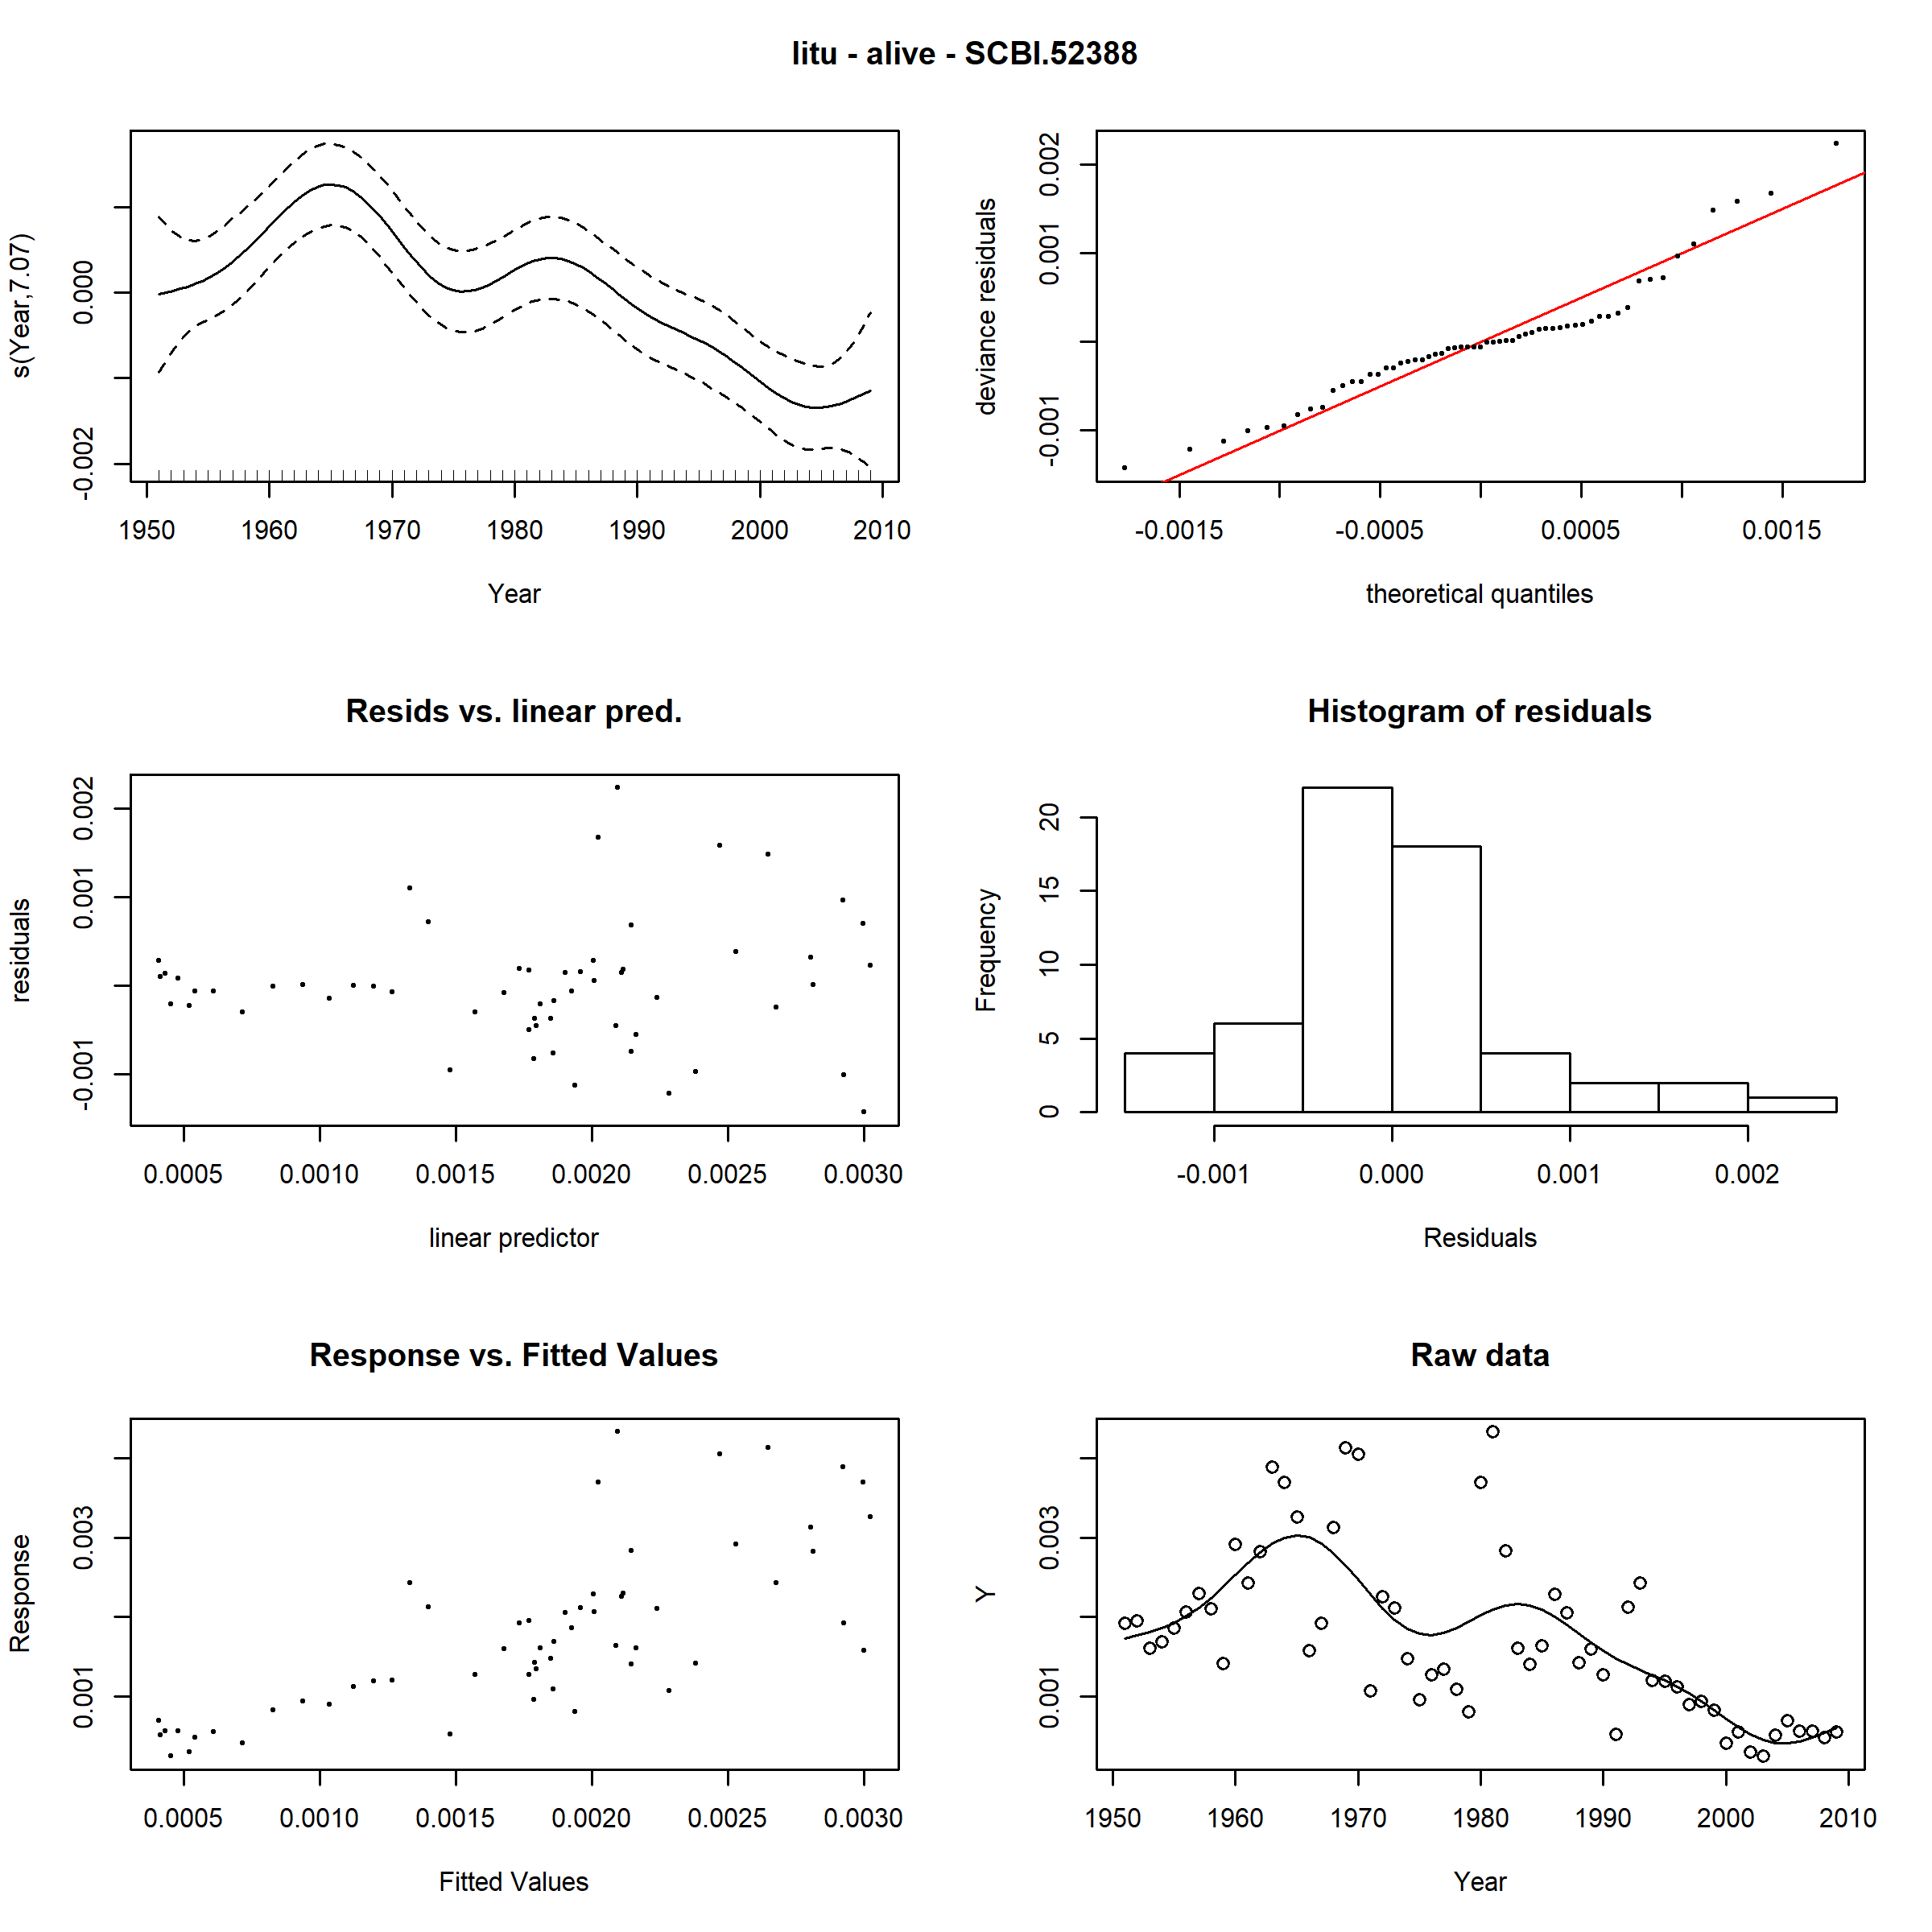 litu - alive - SCBI.52388
s(Year,7.07)
-0.002 0.000
1950 1960 1970 1980 1990 2000 2010
Year
deviance residuals
-0.001 0.001 0.002
-0.0015 -0.0005 0.0005 0.0015
theoretical quantiles
Resids vs. linear pred.
residuals
-0.001 0.001 0.002
0.0005 0.0010 0.0015 0.0020 0.0025 0.0030
linear predictor
Histogram of residuals
Frequency
0 5 10 15 20
-0.001 0.000 0.001 0.002
Residuals
Response vs. Fitted Values
Response
0.001 0.003
0.0005 0.0010 0.0015 0.0020 0.0025 0.0030
Fitted Values
Raw data
Y
0.001 0.003
1950 1960 1970 1980 1990 2000 2010
Year